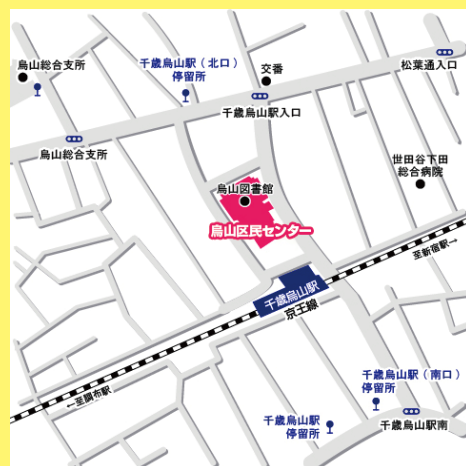 烏山総合支所
千歳烏山駅（北口）
停留所
交番
松葉通入口
千歳烏山駅入口
烏山総合支所
世田谷下田
総合病院
烏山図書館
烏山区民センター
至新宿駅→
千歳烏山駅
京王線
←至調布駅
千歳烏山駅（南口）
停留所
千歳烏山駅
停留所
千歳烏山駅南